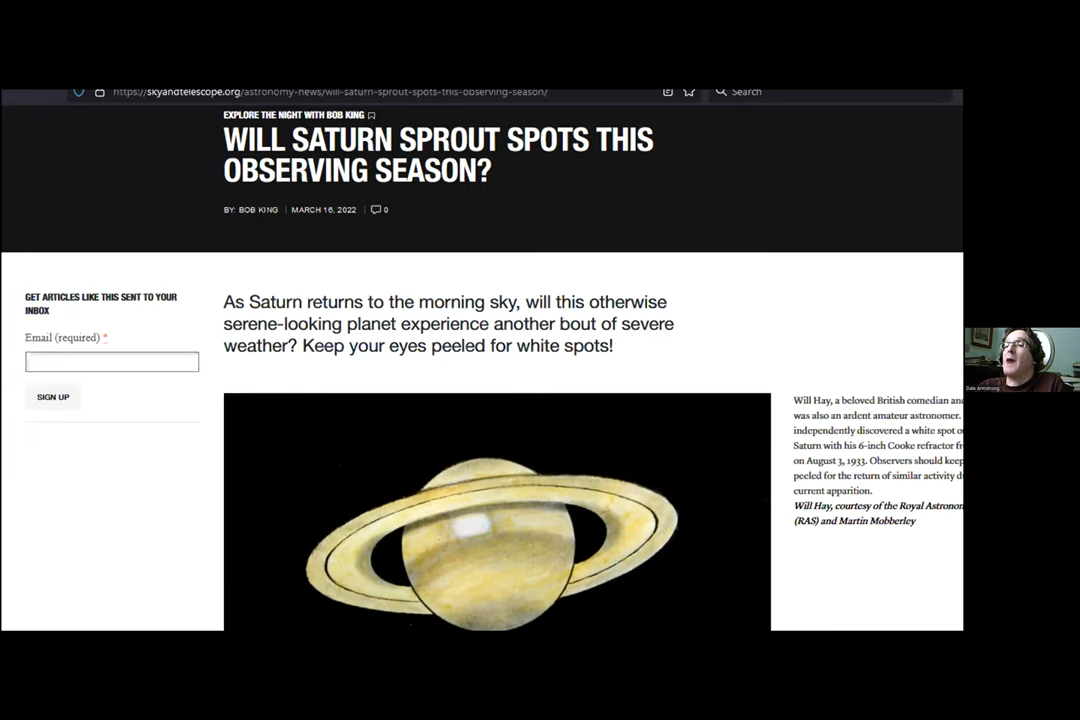 https://skyandtelescope.org/astronomy-news/will-saturn-sprout-spots-this-observing-season/
Search
EXPLORE THE NIGHT WITH BOB KING
WILL SATURN SPROUT SPOTS THIS
OBSERVING SEASON?
BY: BOB KING | MARCH 16, 2022 | 0
GET ARTICLES LIKE THIS SENT TO YOUR
INBOX
Email (required) *
SIGN UP
As Saturn returns to the morning sky, will this otherwise
serene-looking planet experience another bout of severe
weather? Keep your eyes peeled for white spots!
Will Hay, a beloved British comedian and
was also an ardent amateur astronomer.
independently discovered a white spot
Saturn with his 6-inch Cooke refractor
on August 3, 1933. Observers should keep
peeled for the return of similar activity
current apparition.
Will Hay, courtesy of the Royal
(RAS) and Martin Mobberley
Dale Armstrong